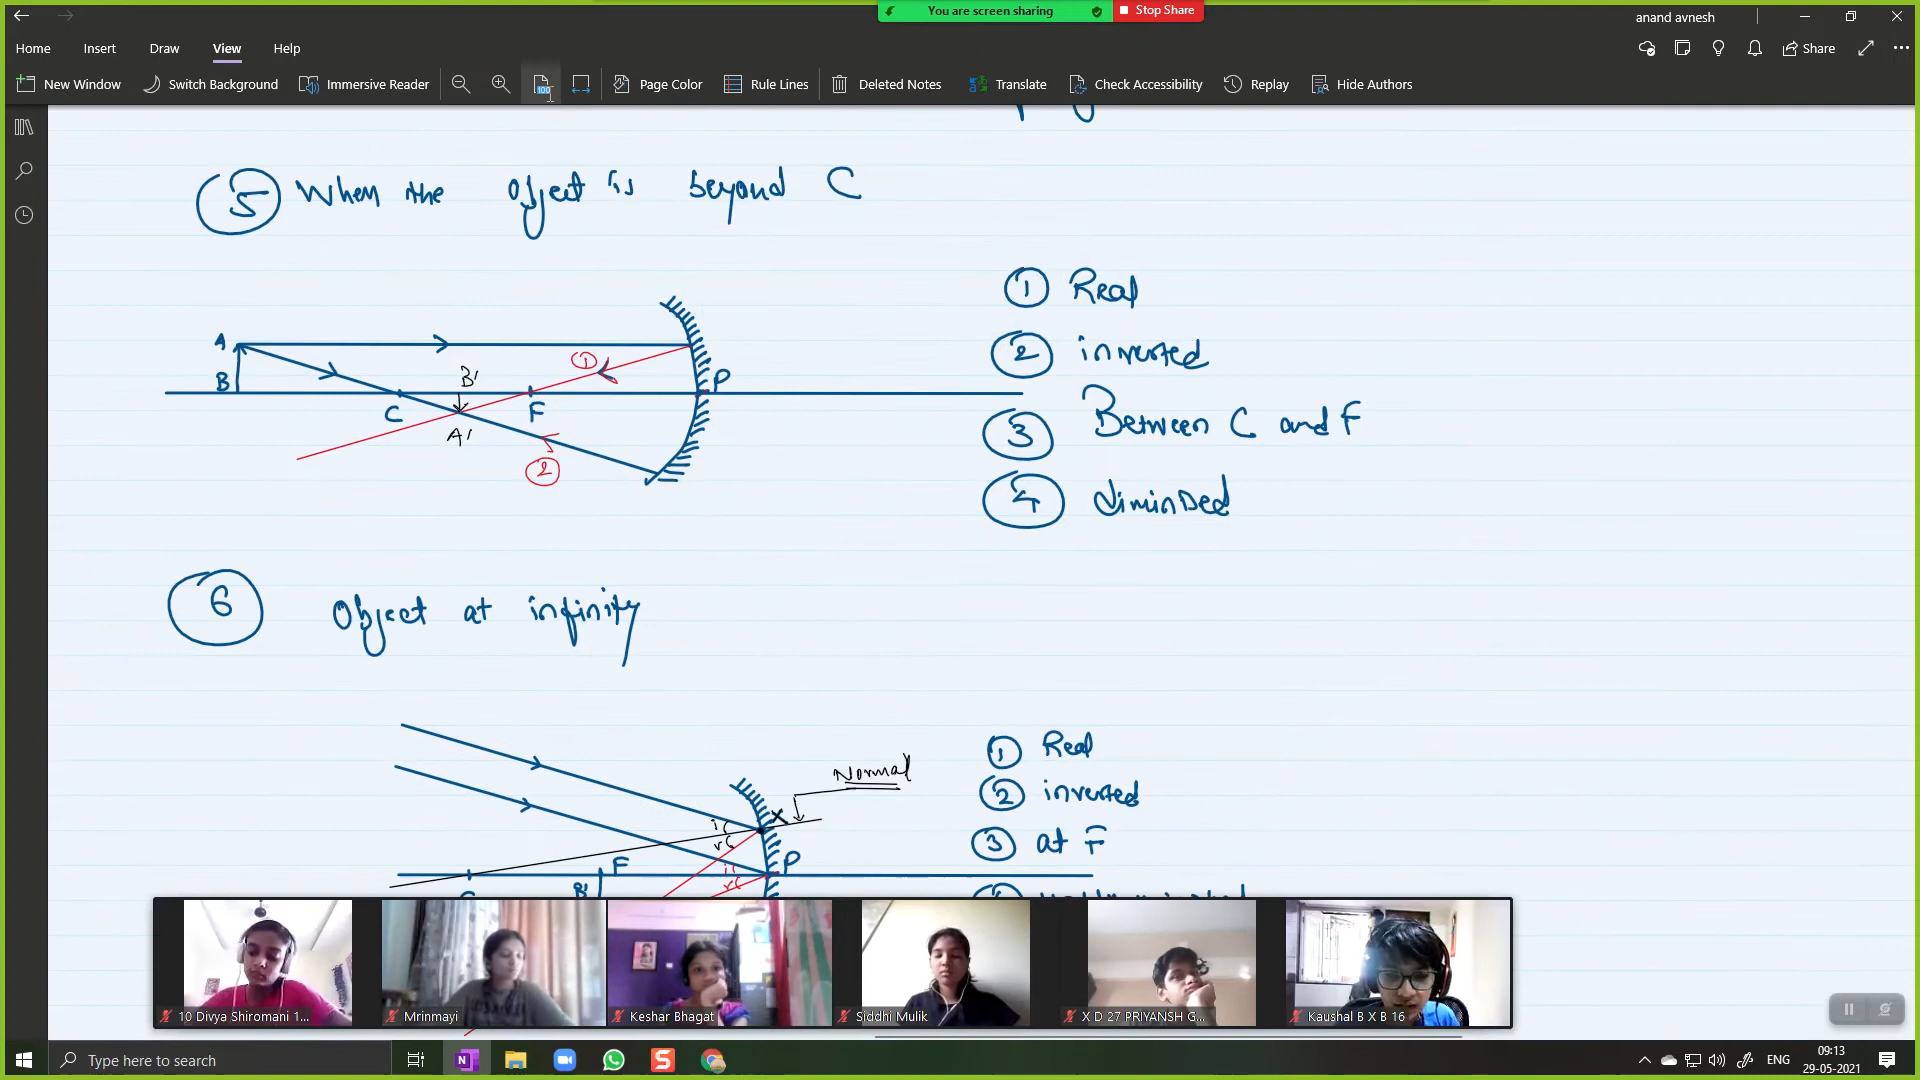 You are screen sharing
Stop Share
anand avnesh
Home Insert Draw View Help
Share
New Window Switch Background Immersive Reader 100 Page Color Rule Lines Deleted Notes Translate Check Accessibility Replay Hide Authors
5 When the object is beyond C
A B C B' A' F P 1 2
1 Real
2 inverted
3 Between C and F
4 diminshed
6 Object at infinity
Normal
X
i
r
F P
i
r
B'
1 Real
2 inverted
3 at F
10 Divya Shiromani 1...
Mrinmayi
Keshar Bhagat
Siddhi Mulik
X D 27 PRIYANSH G...
Kaushal B X B 16
Type here to search
ENG
09:13
29-05-2021